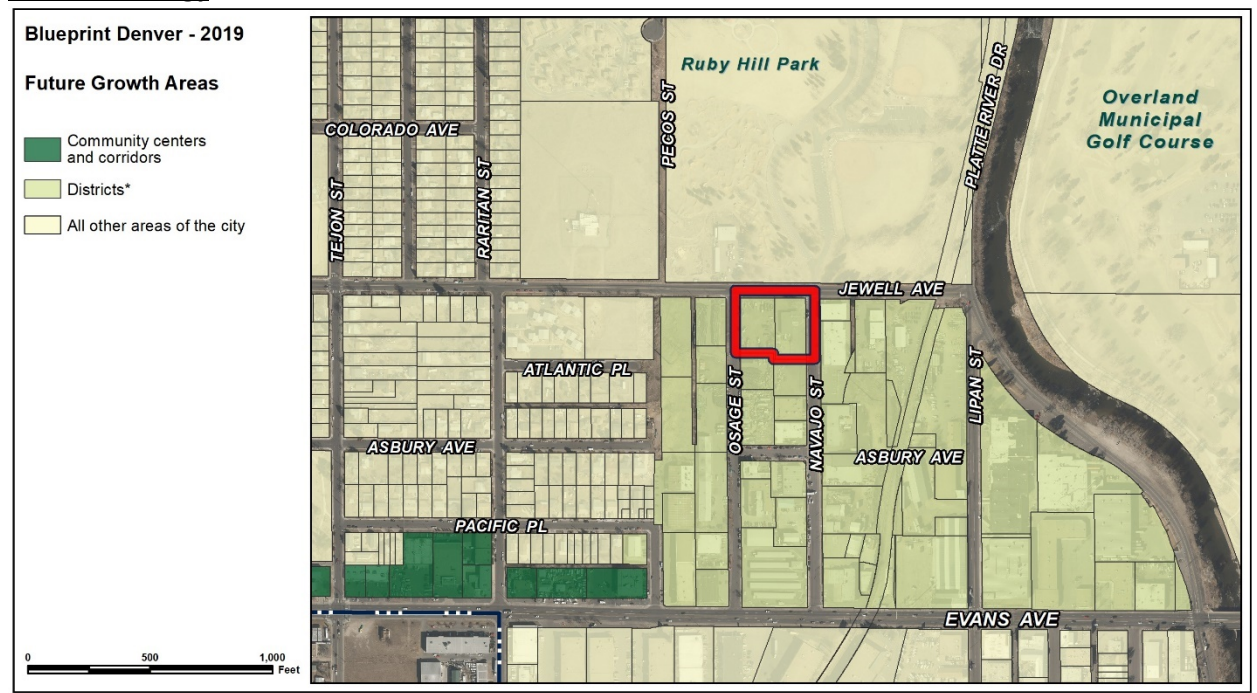 Blueprint Denver - 2019
Future Growth Areas
Community centers
and corridors
Districts*
All other areas of the city
0 500 1,000
Feet
Ruby Hill Park
Overland
Municipal
Golf Course
COLORADO AVE
PECOS ST
PLATTE RIVER DR
TEJON ST
RARITAN ST
JEWELL AVE
ATLANTIC PL
OSAGE ST
NAVAJO ST
LIPAN ST
ASBURY AVE
ASBURY AVE
PACIFIC PL
EVANS AVE